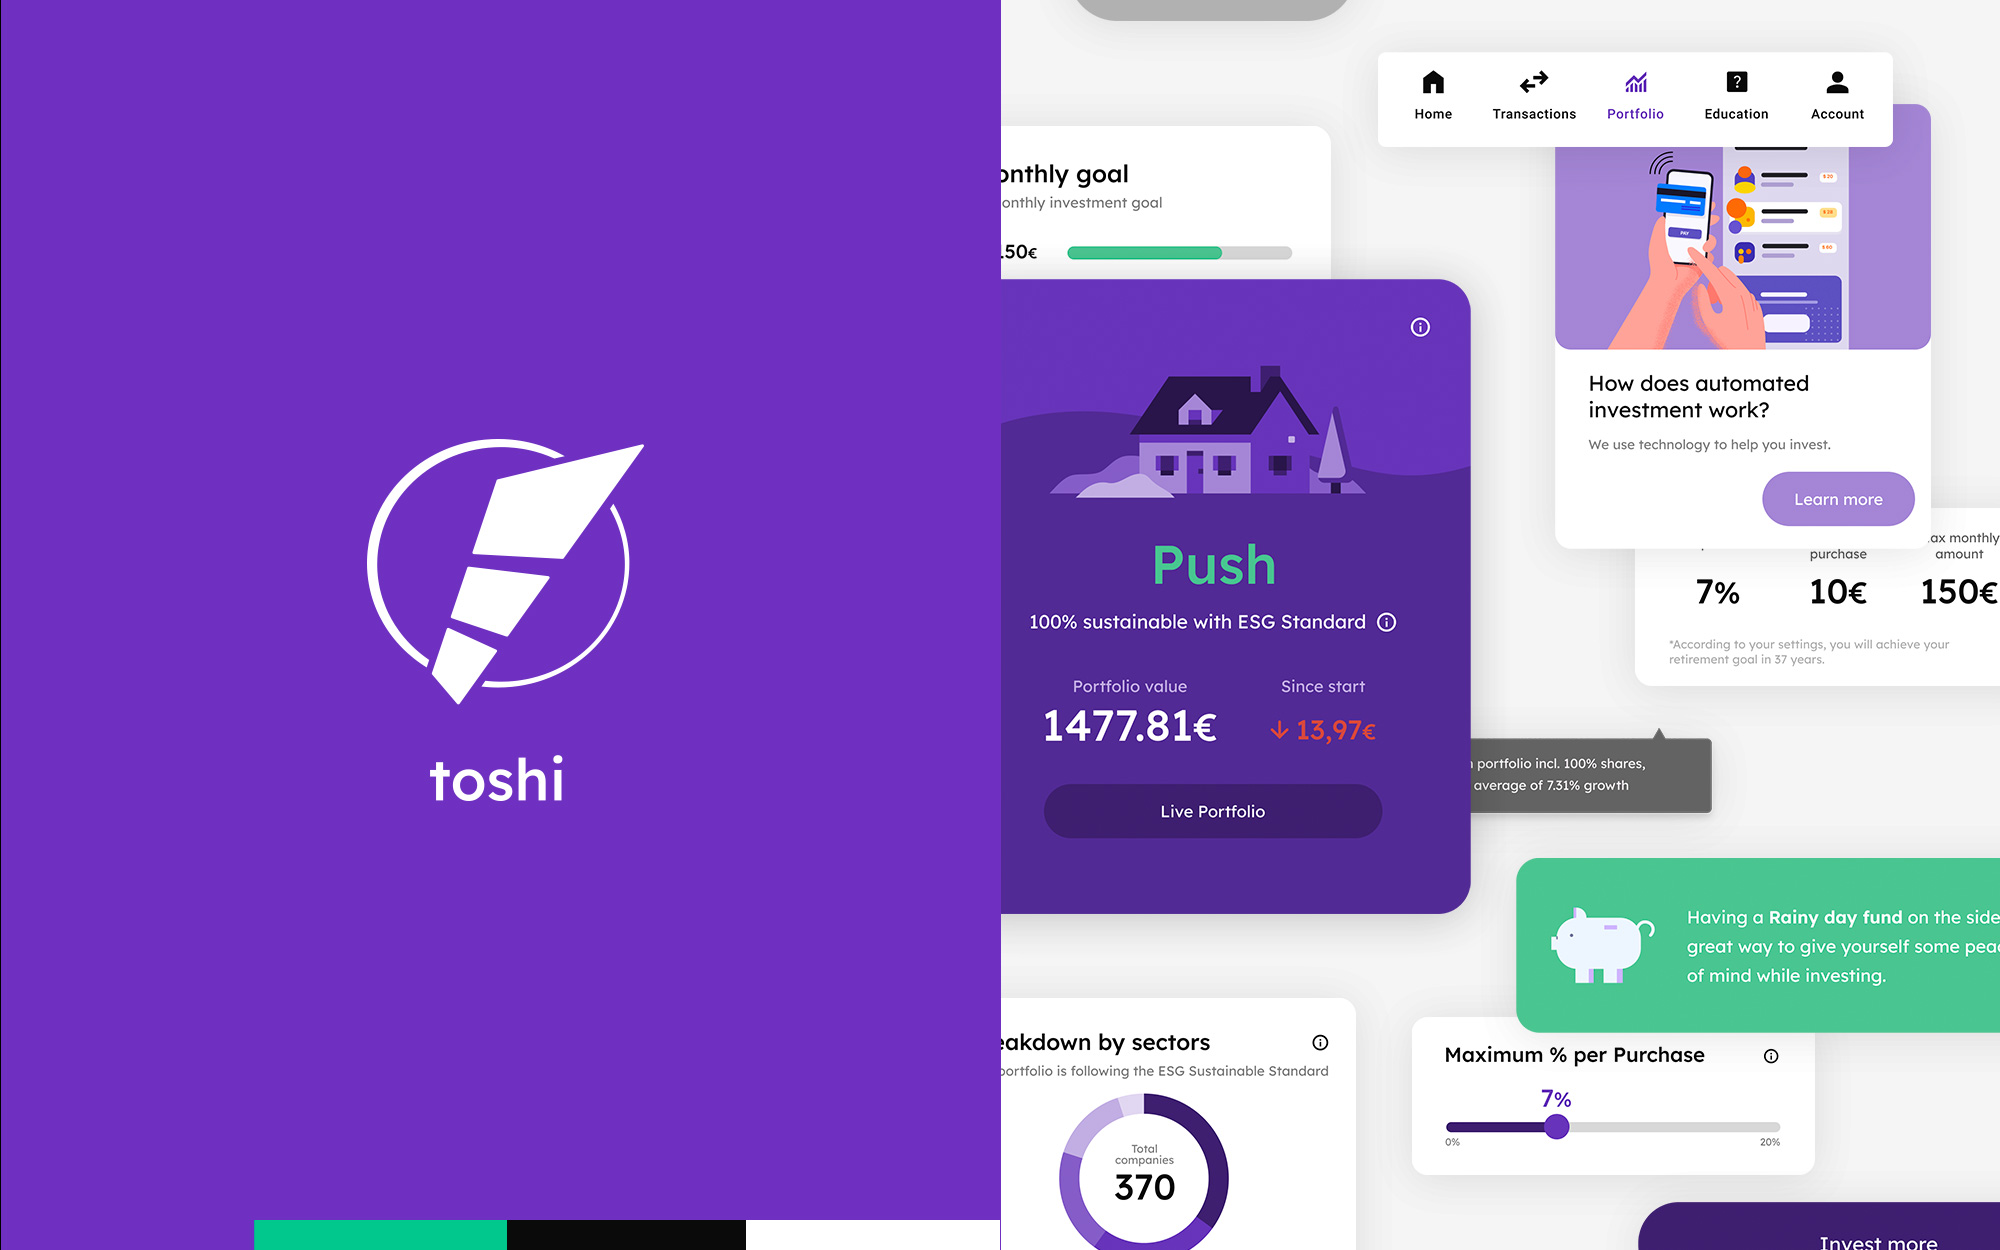 toshi
Home
Transactions
Portfolio
Education
Account
onthly goal
onthly investment goal
50€
PAY
How does automated
investment work?
We use technology to help you invest.
Learn more
purchase
ax monthly
amount
7%
10€
150€
*According to your settings, you will achieve your
retirement goal in 37 years.
Push
100% sustainable with ESG Standard
Portfolio value
Since start
1477.81€
13,97€
Live Portfolio
portfolio incl. 100% shares,
average of 7.31% growth
Having a Rainy day fund on the side
great way to give yourself some peac
of mind while investing.
eakdown by sectors
portfolio is following the ESG Sustainable Standard
Total
companies
370
Maximum % per Purchase
7%
0%
20%
Invest more